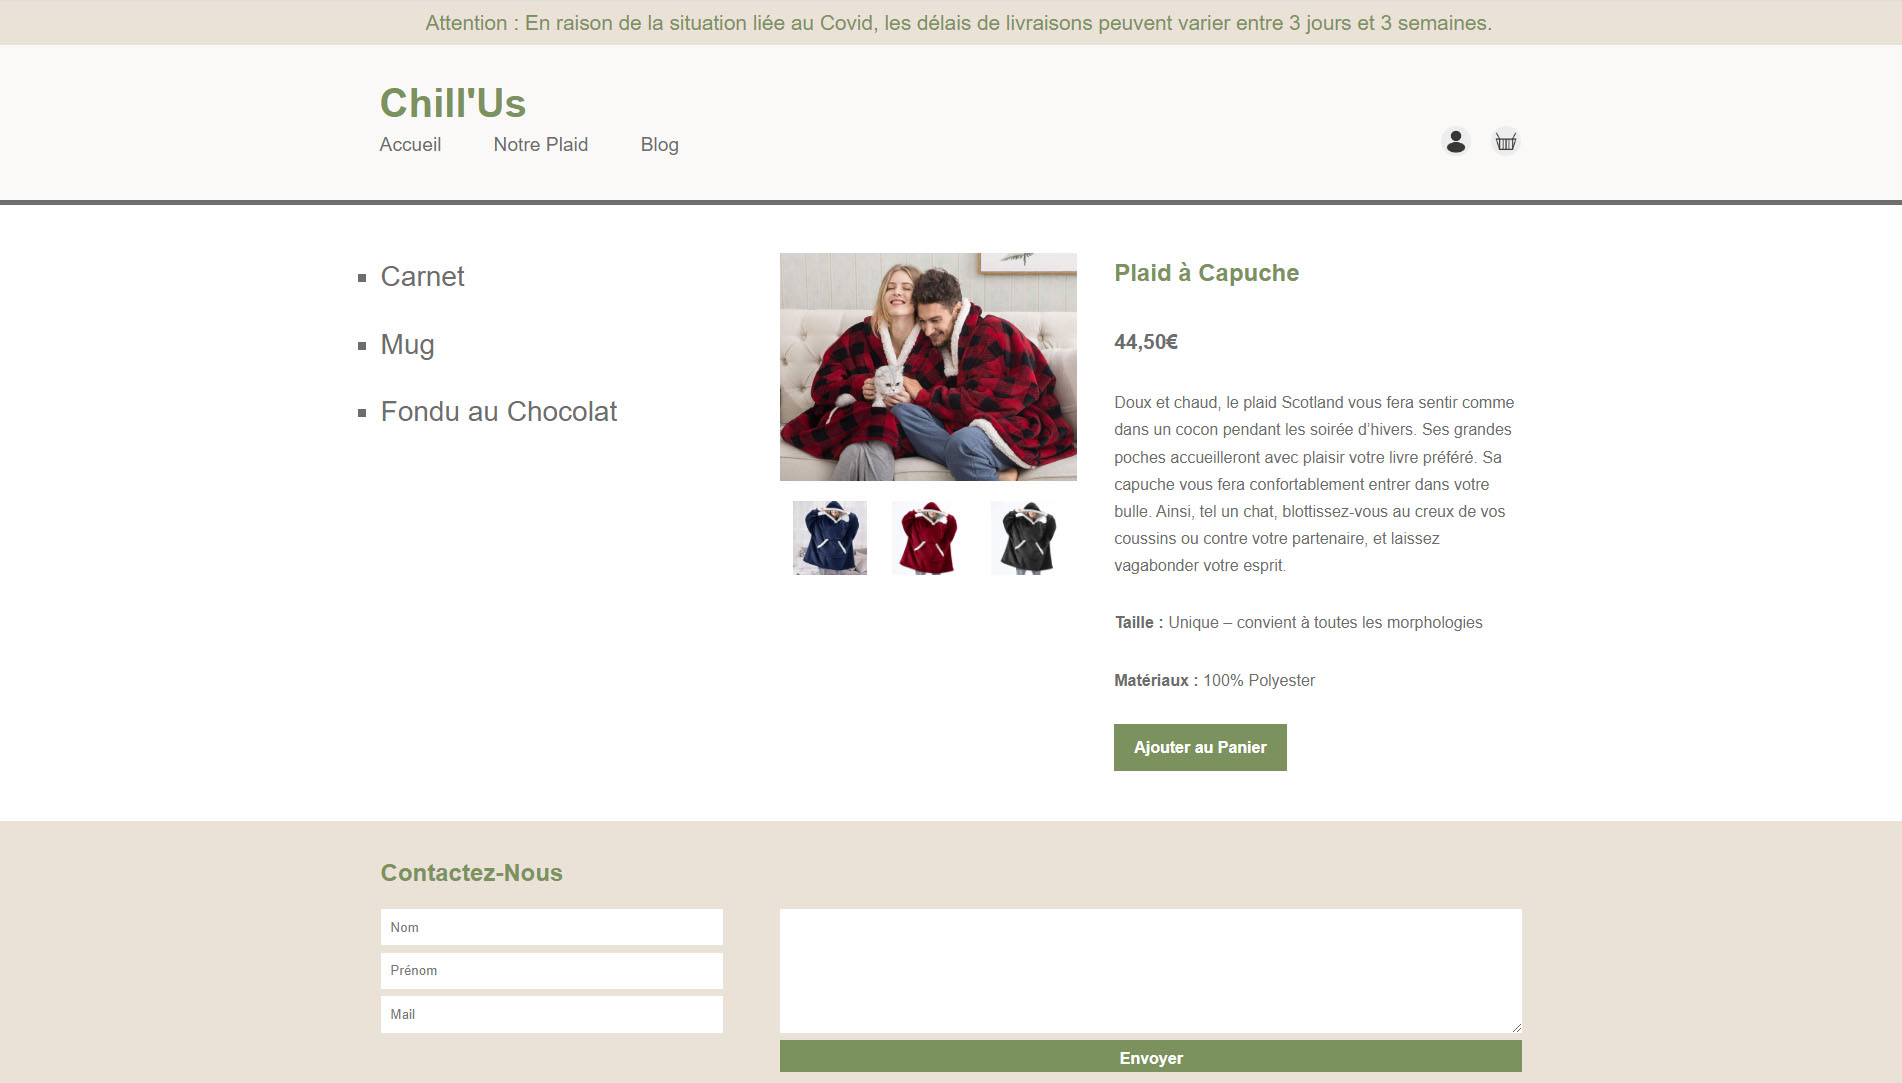 Attention : En raison de la situation liée au Covid, les délais de livraisons peuvent varier entre 3 jours et 3 semaines.
Chill'Us
Accueil
Notre Plaid
Blog
Carnet
Mug
Fondu au Chocolat
Plaid à Capuche
44,50€
Doux et chaud, le plaid Scotland vous fera sentir comme
dans un cocon pendant les soirée d’hivers. Ses grandes
poches accueilleront avec plaisir votre livre préféré. Sa
capuche vous fera confortablement entrer dans votre
bulle. Ainsi, tel un chat, blottissez-vous au creux de vos
coussins ou contre votre partenaire, et laissez
vagabonder votre esprit.
Taille : Unique – convient à toutes les morphologies
Matériaux : 100% Polyester
Ajouter au Panier
Contactez-Nous
Nom
Prénom
Mail
Envoyer